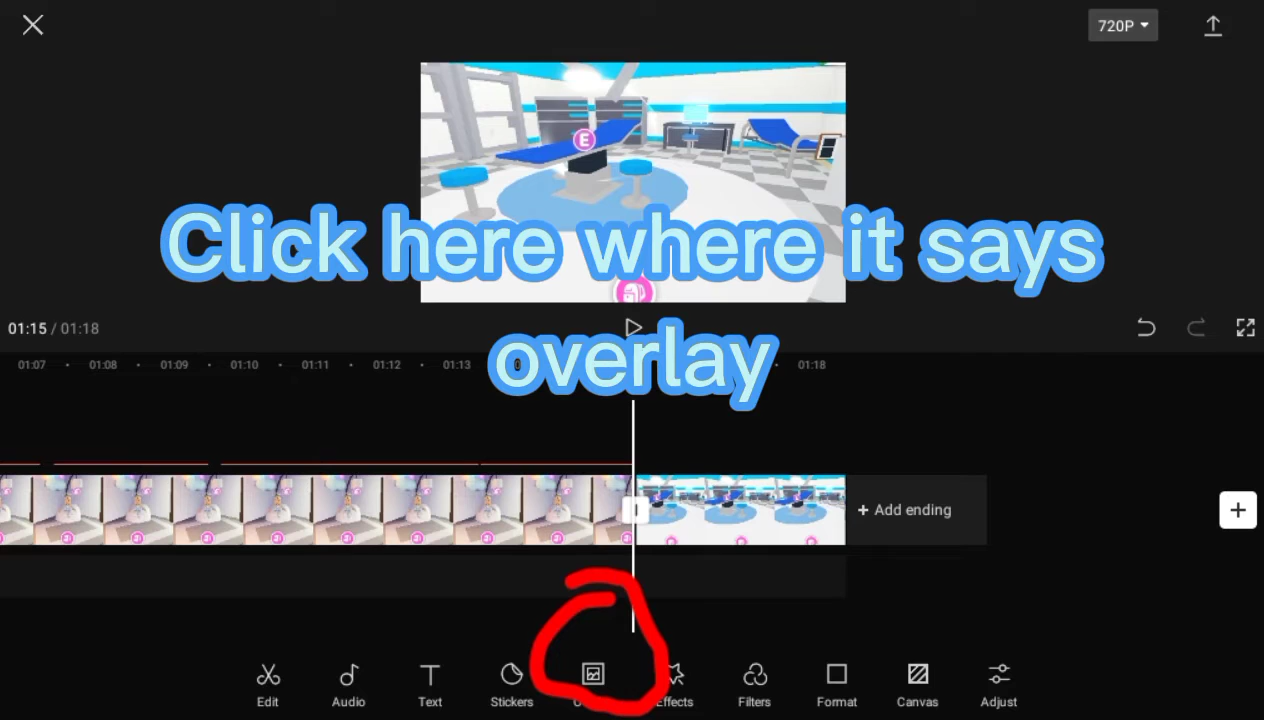 720P
E
Click here where it says
overlay
01:15 / 01:18
01:07 01:08 01:09 01:10 01:11 01:12 01:13 01:18
+ Add ending
Edit Audio Text Stickers Effects Filters Format Canvas Adjust